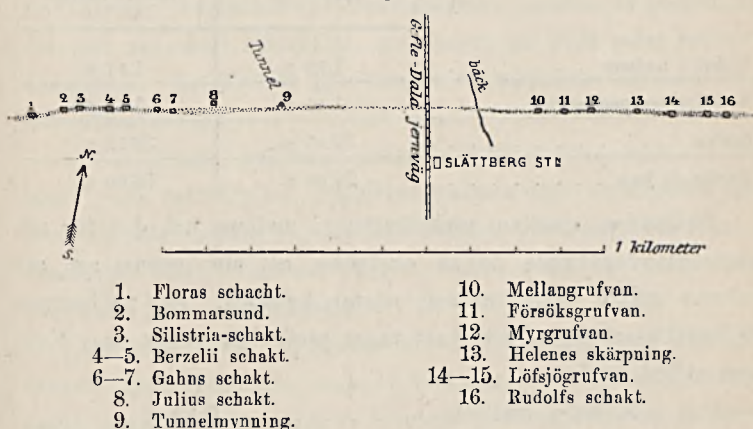 Tunnel
Gefle-Dala jernväg
bäck
1 2 3 4 5 6 7 8 9 10 11 12 13 14 15 16
SLÄTTBERG STN
N.
S.
1 kilometer
1. Floras schacht.
2. Bommarsund.
3. Silistria-schakt.
4—5. Berzelii schakt.
6—7. Gahns schakt.
8. Julius schakt.
9. Tunnelmynning.
10. Mellangrufvan.
11. Försöksgrufvan.
12. Myrgrufvan.
13. Helenes skärpning.
14—15. Löfsjögrufvan.
16. Rudolfs schakt.